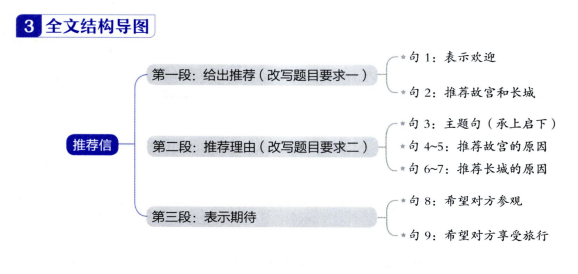 3 全文结构导图
推荐信
第一段：给出推荐（改写题目要求一）
*句 1：表示欢迎
*句 2：推荐故宫和长城
第二段：推荐理由（改写题目要求二）
*句 3：主题句（承上启下）
*句 4~5：推荐故宫的原因
*句 6~7：推荐长城的原因
第三段：表示期待
*句 8：希望对方参观
*句 9：希望对方享受旅行